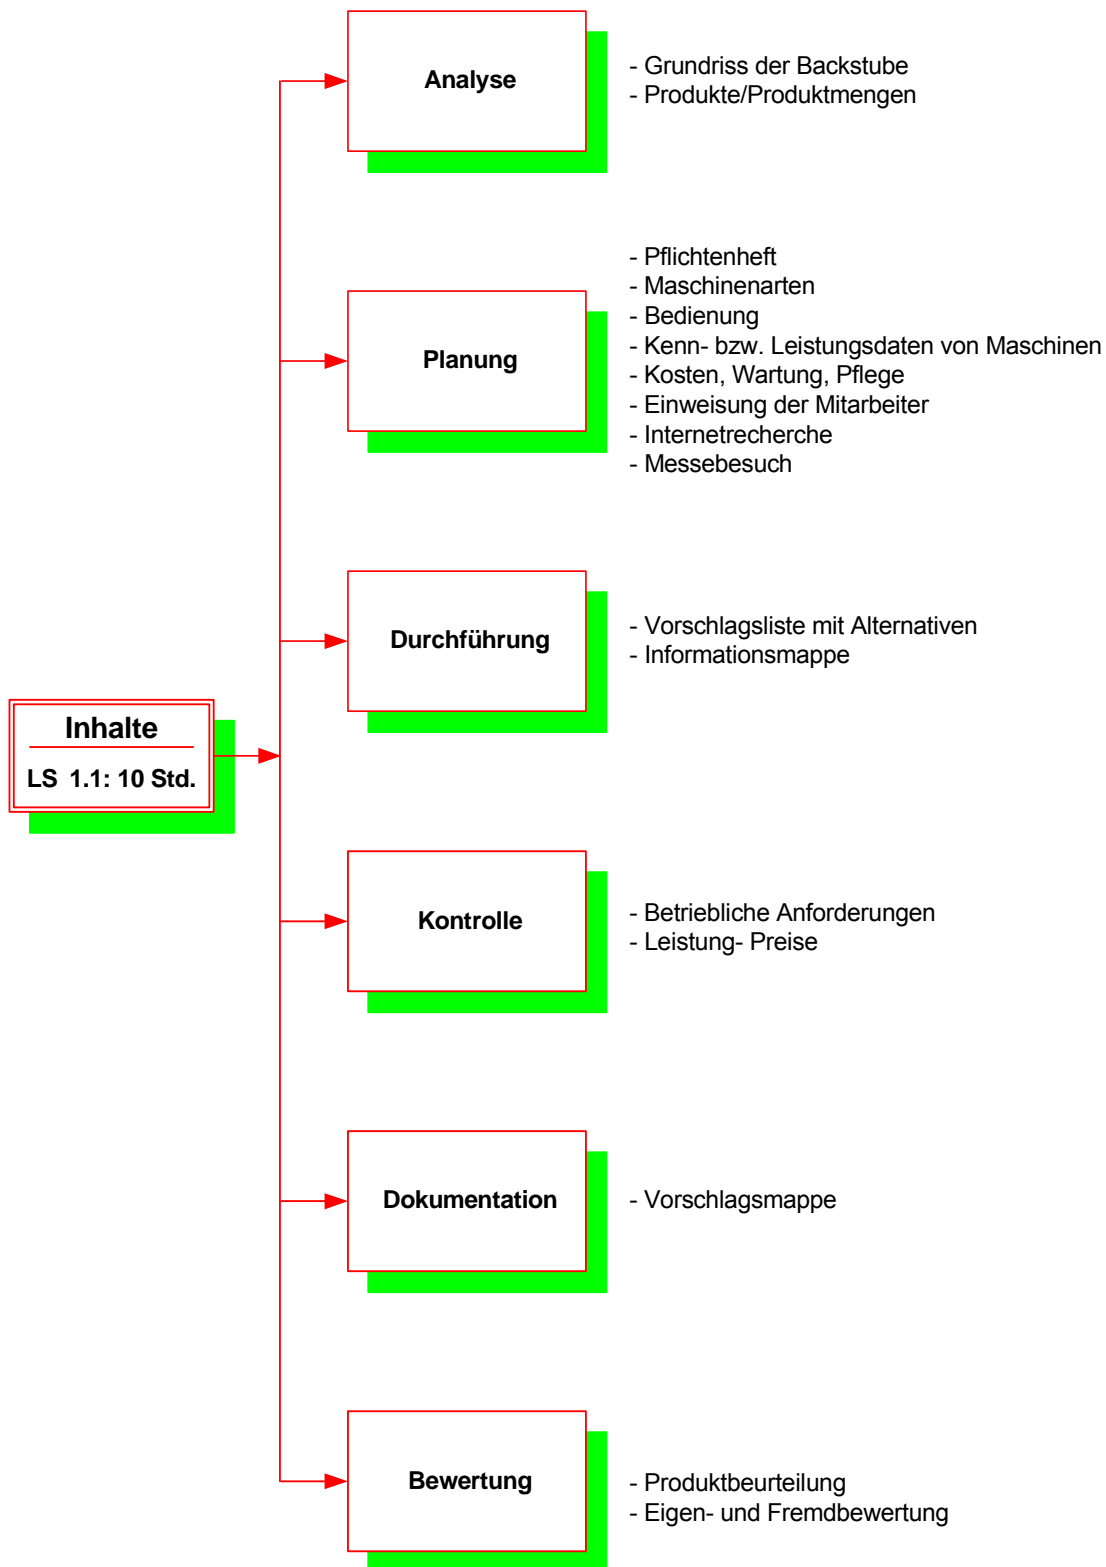 Analyse
- Grundriss der Backstube
- Produkte/Produktmengen
Planung
- Pflichtenheft
- Maschinenarten
- Bedienung
- Kenn- bzw. Leistungsdaten von Maschinen
- Kosten, Wartung, Pflege
- Einweisung der Mitarbeiter
- Internetrecherche
- Messebesuch
Durchführung
- Vorschlagsliste mit Alternativen
- Informationsmappe
Inhalte
LS 1.1: 10 Std.
Kontrolle
- Betriebliche Anforderungen
- Leistung- Preise
Dokumentation
- Vorschlagsmappe
Bewertung
- Produktbeurteilung
- Eigen- und Fremdbewertung